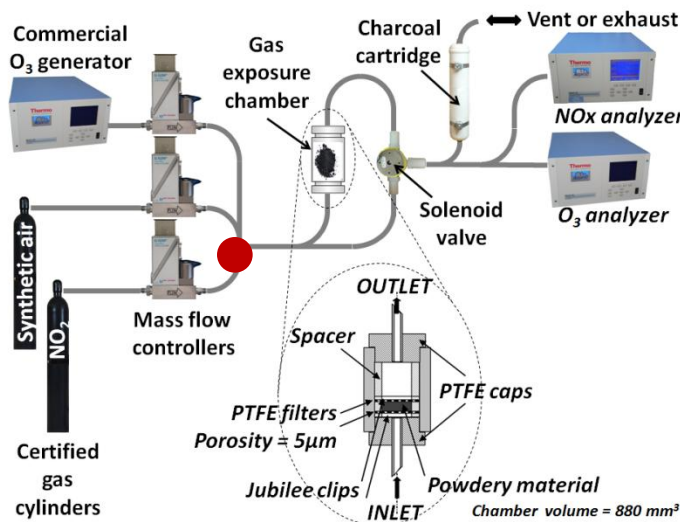 Commercial
O₃ generator
Gas
exposure
chamber
Charcoal
cartridge
Vent or exhaust
NOx analyzer
O₃ analyzer
Solenoid
valve
Synthetic air
NO₂
Mass flow
controllers
Certified
gas
cylinders
OUTLET
Spacer
PTFE caps
PTFE filters
Porosity = 5µm
Jubilee clips
Powdery material
INLET
Chamber volume = 880 mm³
Thermo
Thermo
Thermo